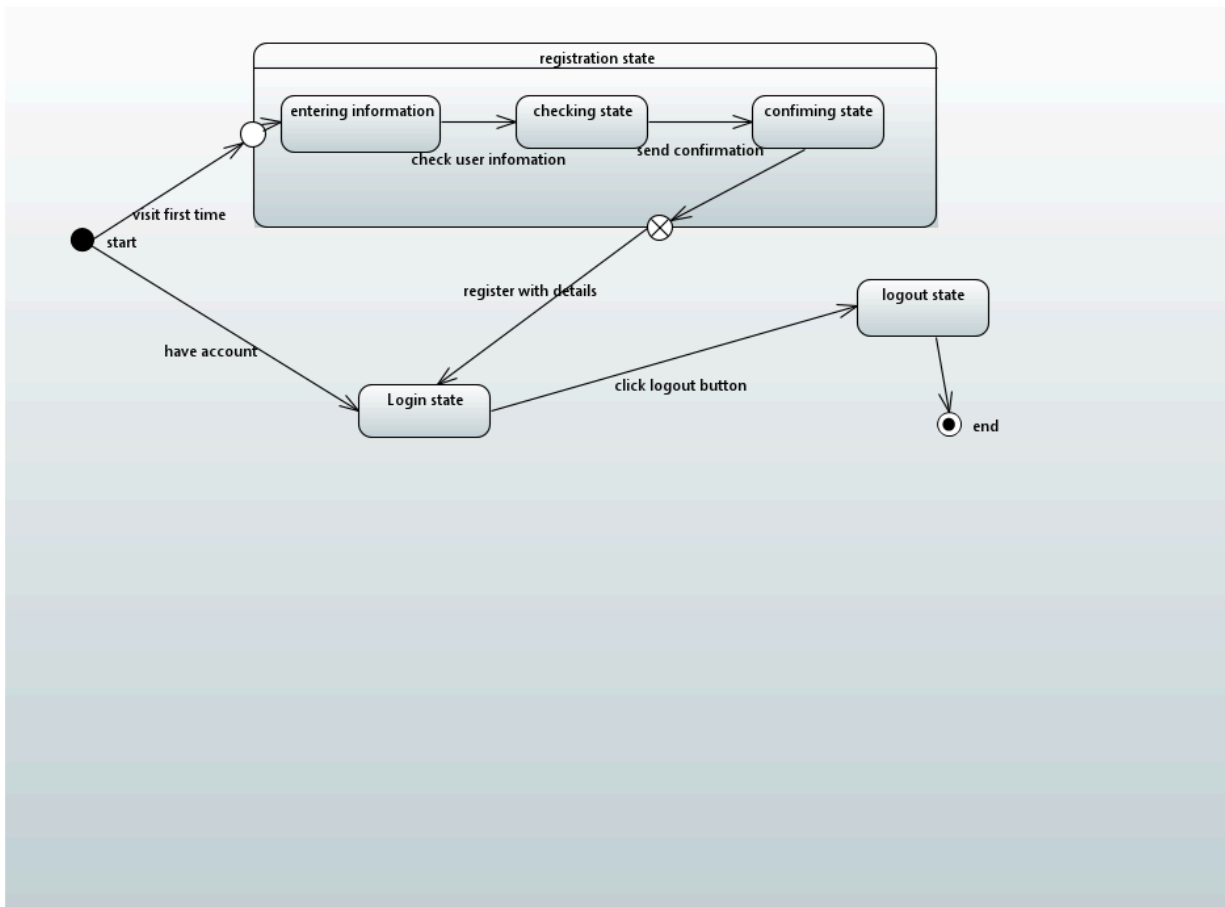 registration state
entering information
checking state
confiming state
check user infomation
send confirmation
visit first time
start
register with details
logout state
have account
click logout button
Login state
end